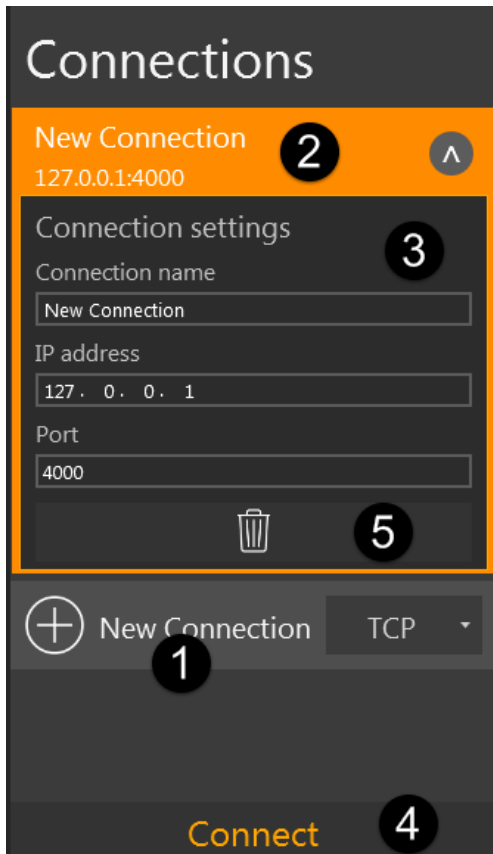 Connections
New Connection
2
^
127.0.0.1:4000
Connection settings
3
Connection name
New Connection
IP address
127. 0. 0. 1
Port
4000
5
New Connection
TCP
1
Connect
4